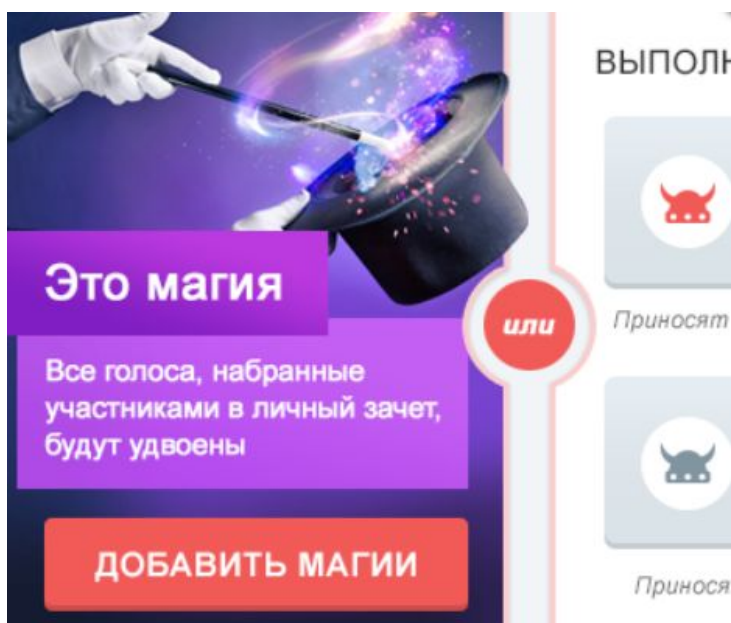 Это магия
Все голоса, набранные
участниками в личный зачет,
будут удвоены
ДОБАВИТЬ МАГИИ
или
Приносят